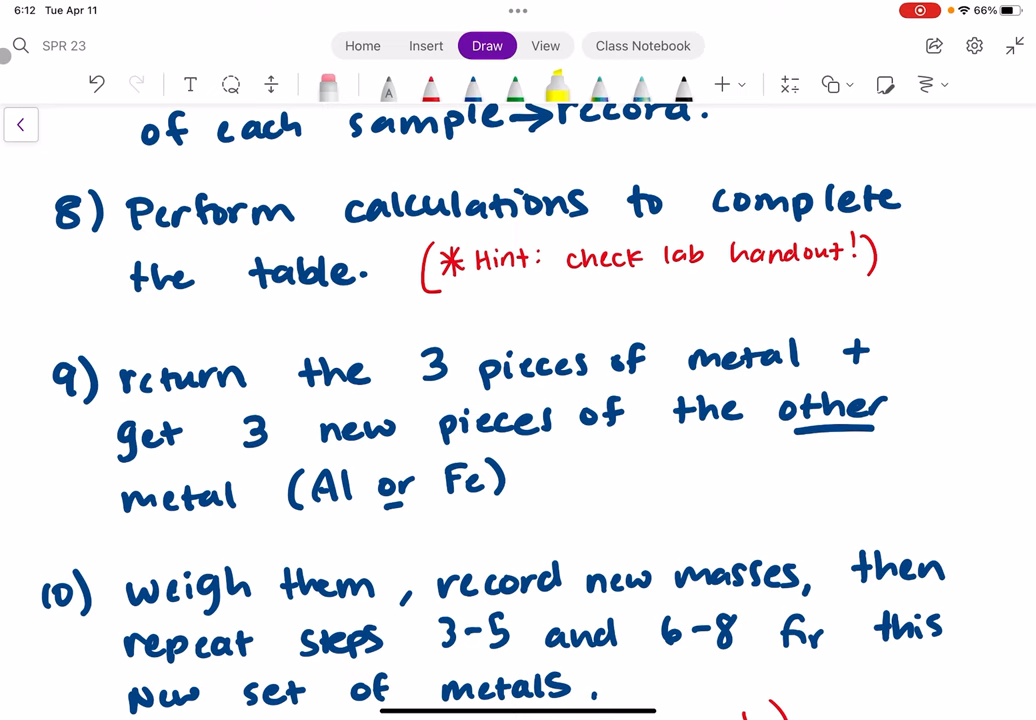 6:12 Tue Apr 11
66%
SPR 23
Home Insert Draw View Class Notebook
T A
of each sample → record.
8) Perform calculations to complete
the table. (* Hint: check lab handout!)
9) return the 3 pieces of metal +
get 3 new pieces of the other
metal (Al or Fe)
10) weigh them, record new masses, then
repeat steps 3-5 and 6-8 for this
New set of metals.